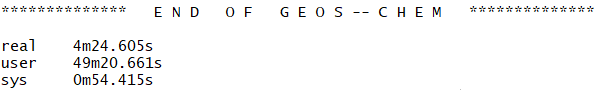 ************** E N D O F G E O S -- C H E M **************
real 4m24.605s
user 49m20.661s
sys 0m54.415s